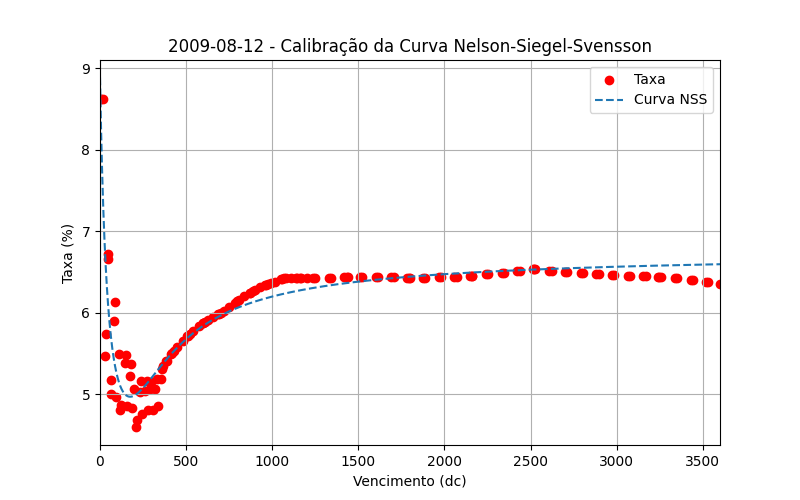 2009-08-12 - Calibração da Curva Nelson-Siegel-Svensson
Taxa
Curva NSS
9
8
7
6
5
Taxa (%)
0 500 1000 1500 2000 2500 3000 3500
Vencimento (dc)